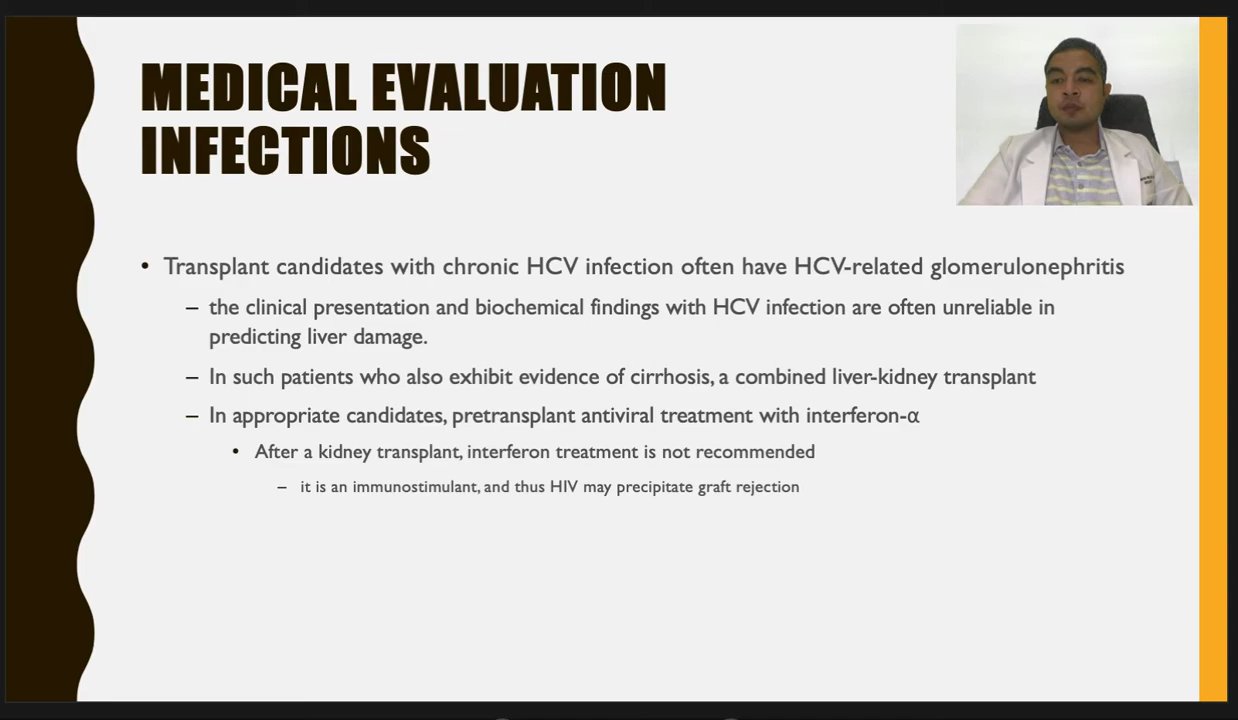 MEDICAL EVALUATION
INFECTIONS
• Transplant candidates with chronic HCV infection often have HCV-related glomerulonephritis
– the clinical presentation and biochemical findings with HCV infection are often unreliable in
predicting liver damage.
– In such patients who also exhibit evidence of cirrhosis, a combined liver-kidney transplant
– In appropriate candidates, pretransplant antiviral treatment with interferon-α
• After a kidney transplant, interferon treatment is not recommended
– it is an immunostimulant, and thus HIV may precipitate graft rejection